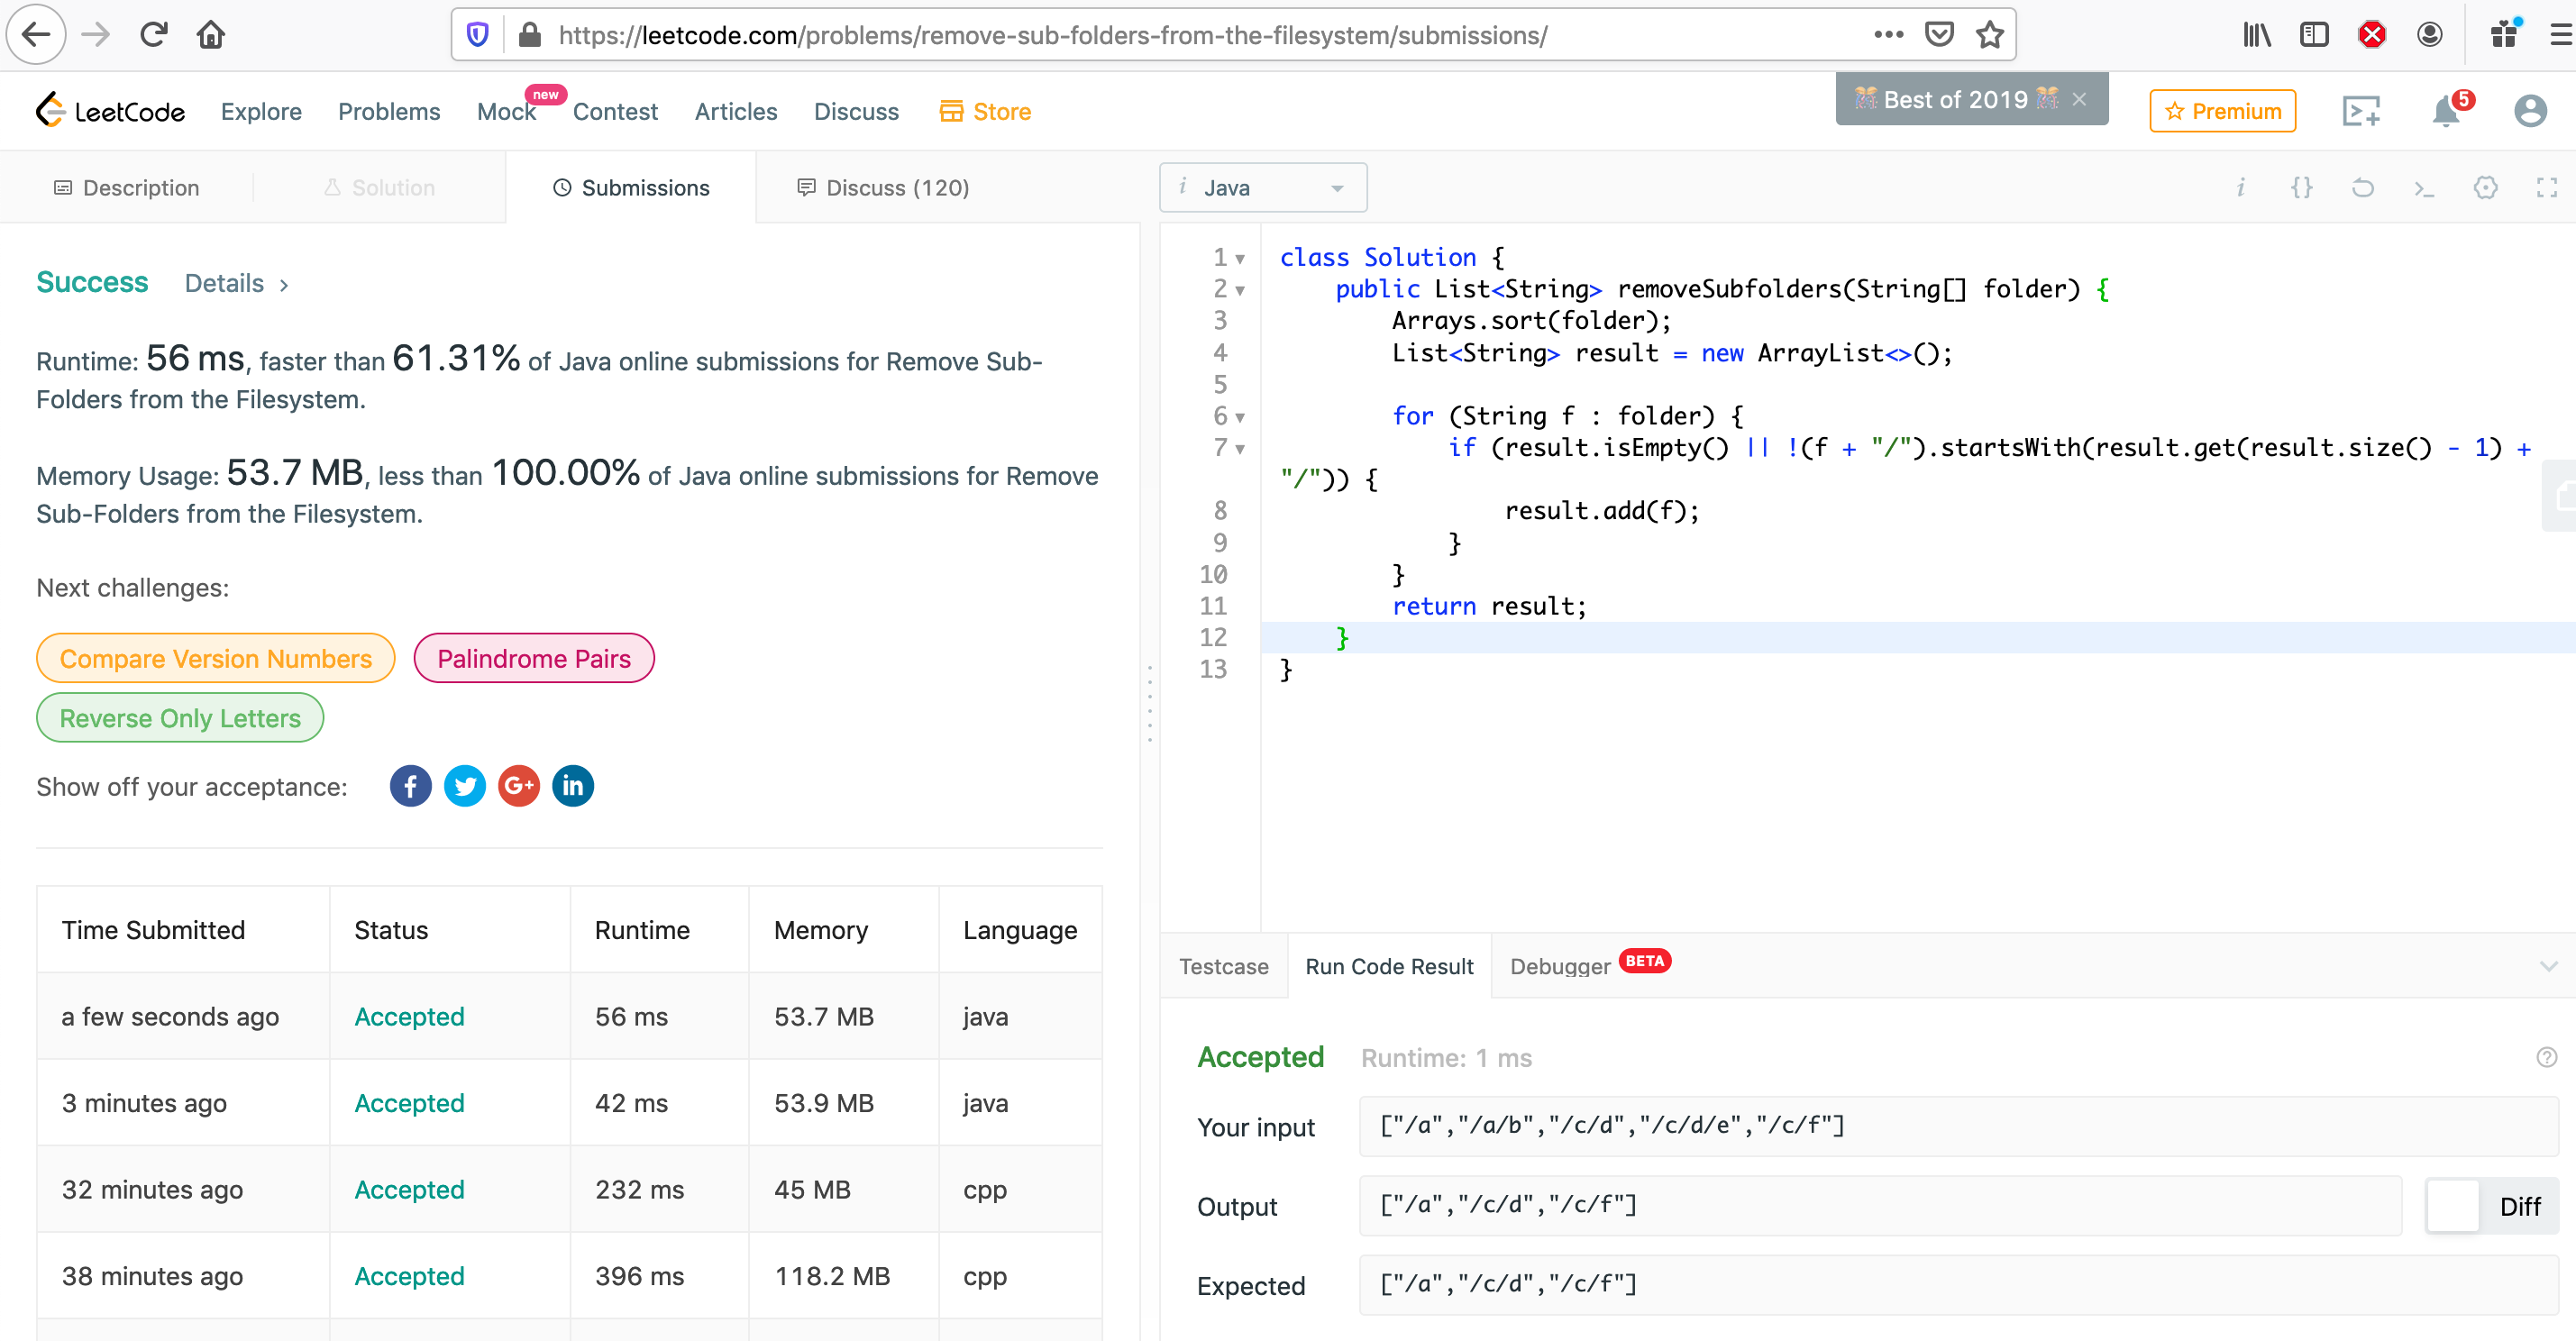 https://leetcode.com/problems/remove-sub-folders-from-the-filesystem/submissions/
LeetCode Explore Problems Mock new Contest Articles Discuss Store
Best of 2019 × Premium 5
Description Solution Submissions Discuss (120)
Success Details >
Runtime: 56 ms, faster than 61.31% of Java online submissions for Remove Sub-
Folders from the Filesystem.
Memory Usage: 53.7 MB, less than 100.00% of Java online submissions for Remove
Sub-Folders from the Filesystem.
Next challenges:
Compare Version Numbers Palindrome Pairs
Reverse Only Letters
Show off your acceptance: f G+ in
Time Submitted Status Runtime Memory Language
a few seconds ago Accepted 56 ms 53.7 MB java
3 minutes ago Accepted 42 ms 53.9 MB java
32 minutes ago Accepted 232 ms 45 MB cpp
38 minutes ago Accepted 396 ms 118.2 MB cpp
i Java i {} >_
1 class Solution {
2 public List<String> removeSubfolders(String[] folder) {
3 Arrays.sort(folder);
4 List<String> result = new ArrayList<>();
5
6 for (String f : folder) {
7 if (result.isEmpty() || !(f + "/").startsWith(result.get(result.size() - 1) +
"/")) {
8 result.add(f);
9 }
10 }
11 return result;
12 }
13 }
Testcase Run Code Result Debugger BETA
Accepted Runtime: 1 ms ?
Your input ["/a","/a/b","/c/d","/c/d/e","/c/f"]
Output ["/a","/c/d","/c/f"] Diff
Expected ["/a","/c/d","/c/f"]